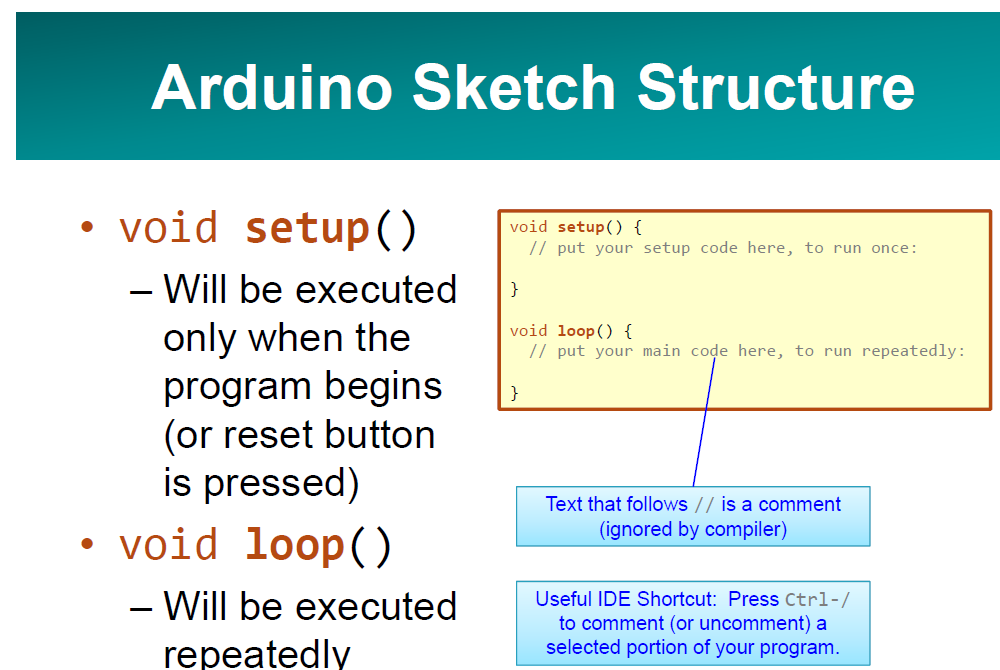 Arduino Sketch Structure
• void setup()
– Will be executed
only when the
program begins
(or reset button
is pressed)
• void loop()
– Will be executed
repeatedly
void setup() {
  // put your setup code here, to run once:
}
void loop() {
  // put your main code here, to run repeatedly:
}
Text that follows // is a comment
(ignored by compiler)
Useful IDE Shortcut:  Press Ctrl-/
to comment (or uncomment) a
selected portion of your program.